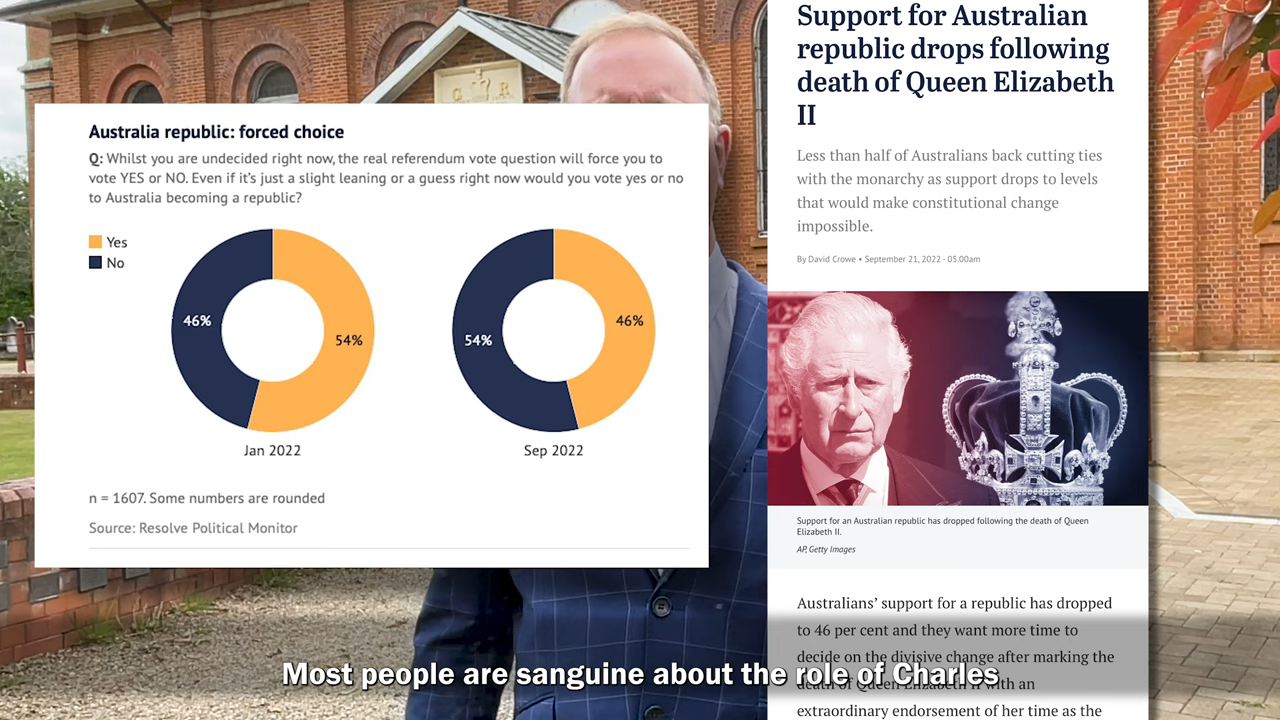 G R
Australia republic: forced choice
Q: Whilst you are undecided right now, the real referendum vote question will force you to
vote YES or NO. Even if it's just a slight leaning or a guess right now would you vote yes or no
to Australia becoming a republic?
Yes
No
46%
54%
Jan 2022
54%
46%
Sep 2022
n = 1607. Some numbers are rounded
Source: Resolve Political Monitor
Support for Australian
republic drops following
death of Queen Elizabeth
II
Less than half of Australians back cutting ties
with the monarchy as support drops to levels
that would make constitutional change
impossible.
By David Crowe • September 21, 2022 - 05.00am
Support for an Australian republic has dropped following the death of Queen
Elizabeth II.
AP, Getty Images
Australians' support for a republic has dropped
to 46 per cent and they want more time to
decide on the divisive change after marking the
death of Queen Elizabeth II with an
extraordinary endorsement of her time as the
Most people are sanguine about the role of Charles